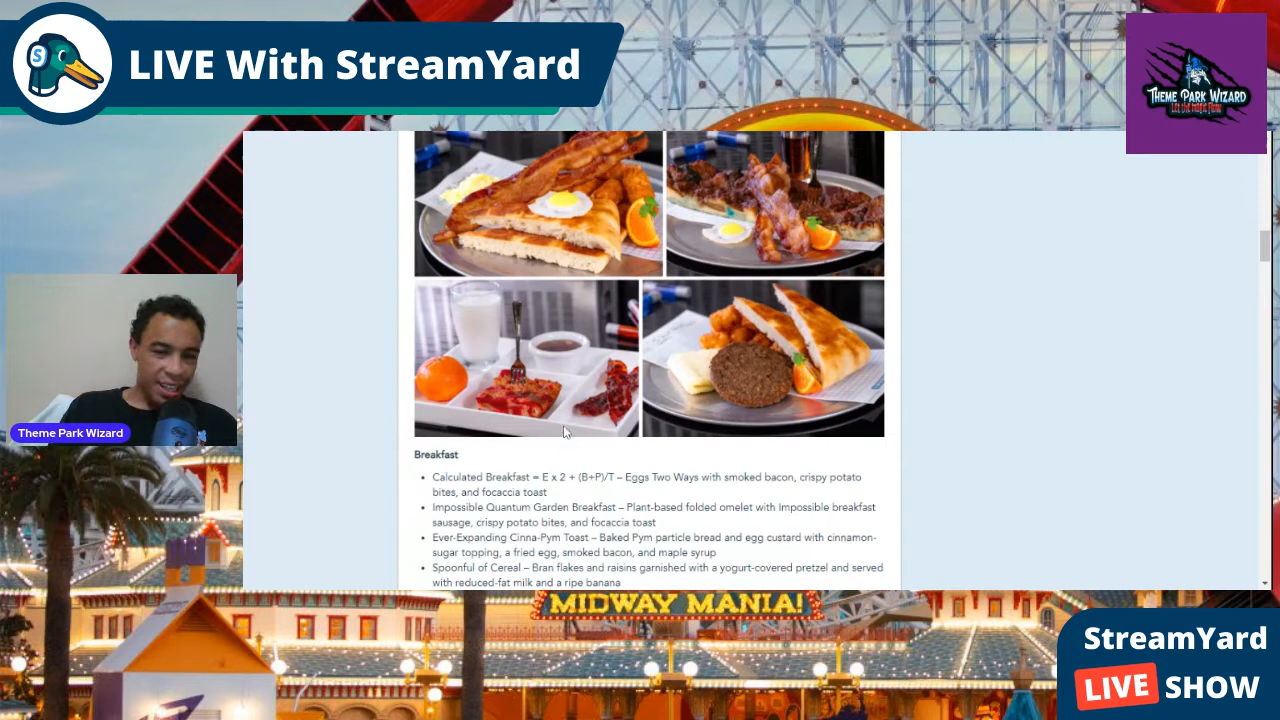 LIVE With StreamYard
THEME PARK WIZARD
Let the magic flow
Theme Park Wizard
Breakfast
• Calculated Breakfast = E x 2 + (B+P)/T – Eggs Two Ways with smoked bacon, crispy potato
bites, and focaccia toast
• Impossible Quantum Garden Breakfast – Plant-based folded omelet with Impossible breakfast
sausage, crispy potato bites, and focaccia toast
• Ever-Expanding Cinna-Pym Toast – Baked Pym particle bread and egg custard with cinnamon-
sugar topping, a fried egg, smoked bacon, and maple syrup
• Spoonful of Cereal – Bran flakes and raisins garnished with a yogurt-covered pretzel and served
with reduced-fat milk and a ripe banana
MIDWAY MANIA!
StreamYard
LIVE SHOW